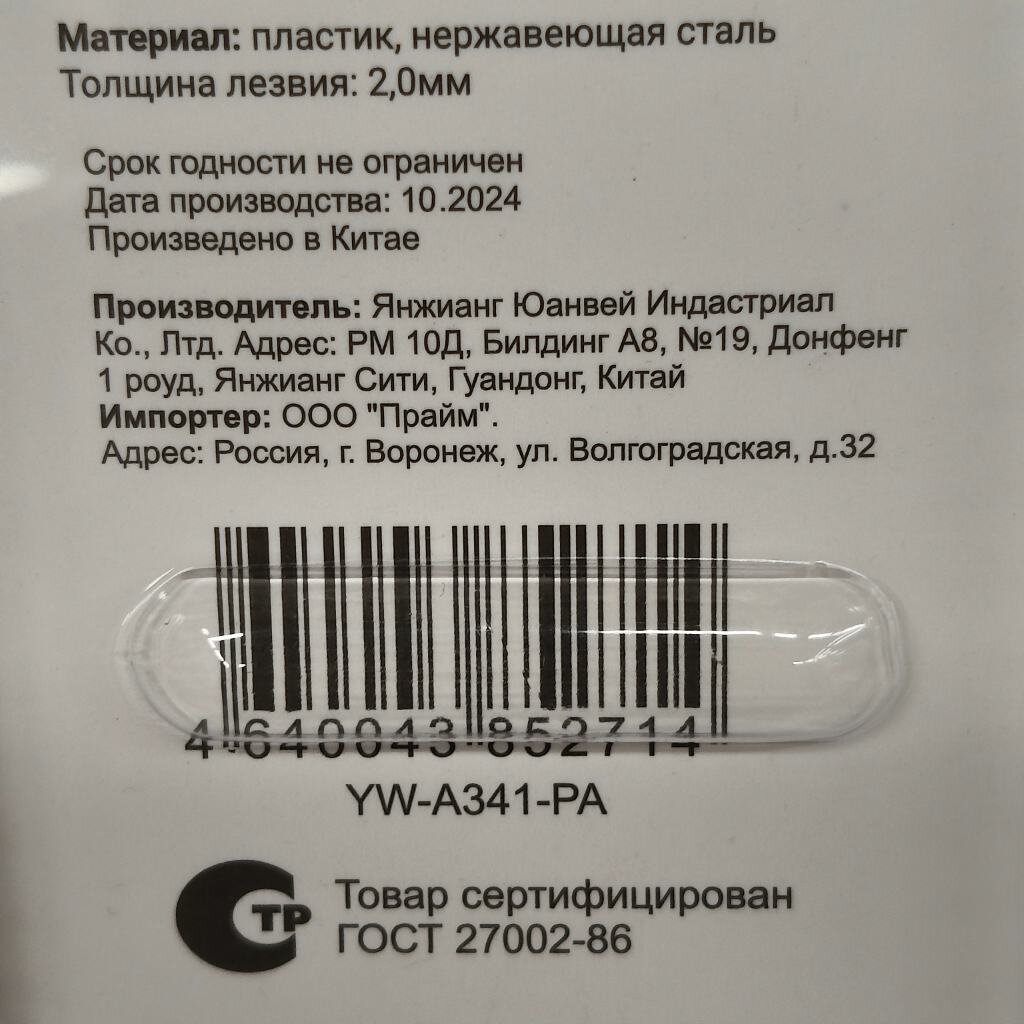 Материал: пластик, нержавеющая сталь
Толщина лезвия: 2,0мм
Срок годности не ограничен
Дата производства: 10.2024
Произведено в Китае
Производитель: Янжианг Юанвей Индастриал
Ко., Лтд. Адрес: РМ 10Д, Билдинг А8, №19, Донфенг
1 роуд, Янжианг Сити, Гуандонг, Китай
Импортер: ООО "Прайм".
Адрес: Россия, г. Воронеж, ул. Волгоградская, д.32
4 640043 852714
YW-A341-PA
СТР Товар сертифицирован
ГОСТ 27002-86